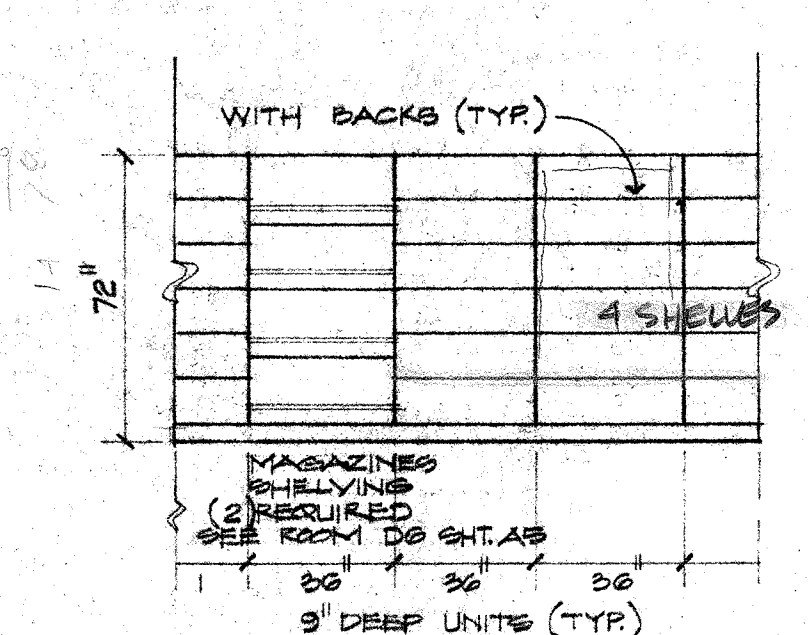 WITH BACKS (TYP.)
72"
4 SHELVES
MAGAZINES
SHELVING
(2) REQUIRED
SEE ROOM D6 SHT. A5
36" 36" 36"
9" DEEP UNITS (TYP.)